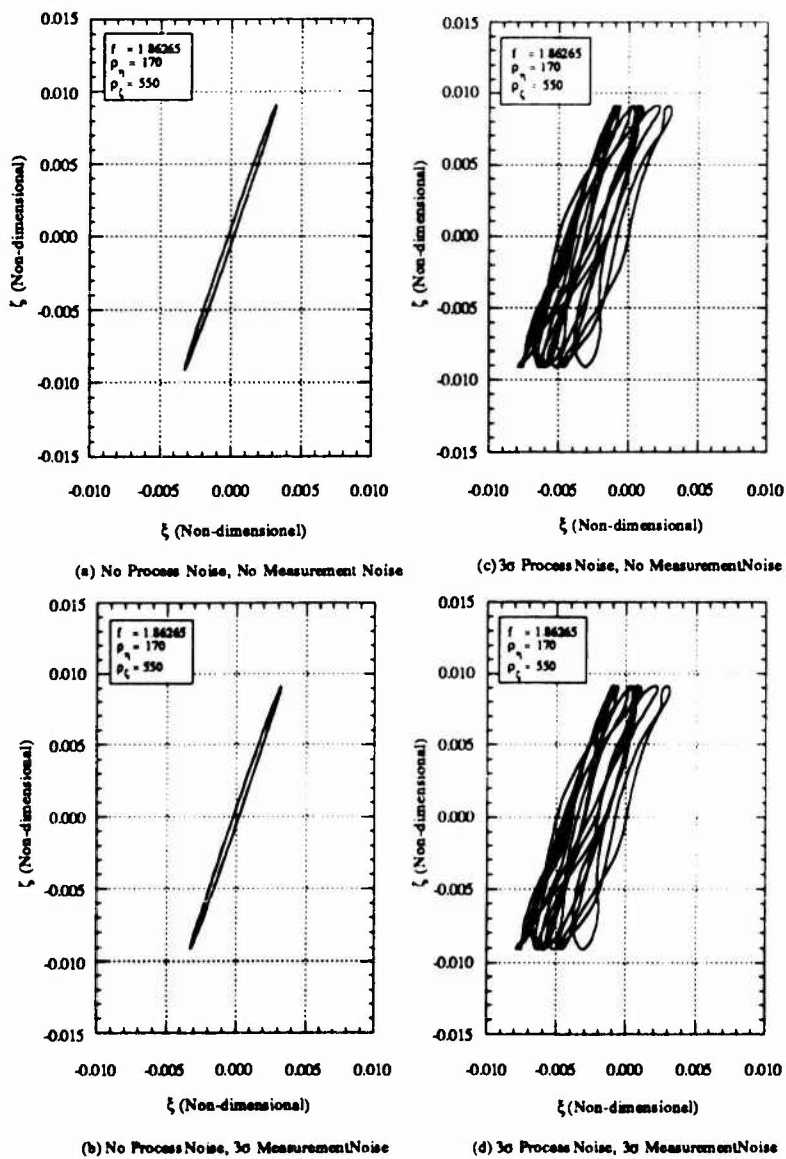 0.015
0.010
0.005
0.000
-0.005
-0.010
-0.015
f = 1.86265
ρη = 170
ρζ = 550
ζ (Non-dimensional)
-0.010 -0.005 0.000 0.005 0.010
ξ (Non-dimensional)
(a) No Process Noise, No Measurement Noise
0.015
0.010
0.005
0.000
-0.005
-0.010
-0.015
f = 1.86265
ρη = 170
ρζ = 550
ζ (Non-dimensional)
-0.010 -0.005 0.000 0.005 0.010
ξ (Non-dimensional)
(c) 3σ Process Noise, No Measurement Noise
0.015
0.010
0.005
0.000
-0.005
-0.010
-0.015
f = 1.86265
ρη = 170
ρζ = 550
ζ (Non-dimensional)
-0.010 -0.005 0.000 0.005 0.010
ξ (Non-dimensional)
(b) No Process Noise, 3σ Measurement Noise
0.015
0.010
0.005
0.000
-0.005
-0.010
-0.015
f = 1.86265
ρη = 170
ρζ = 550
ζ (Non-dimensional)
-0.010 -0.005 0.000 0.005 0.010
ξ (Non-dimensional)
(d) 3σ Process Noise, 3σ Measurement Noise